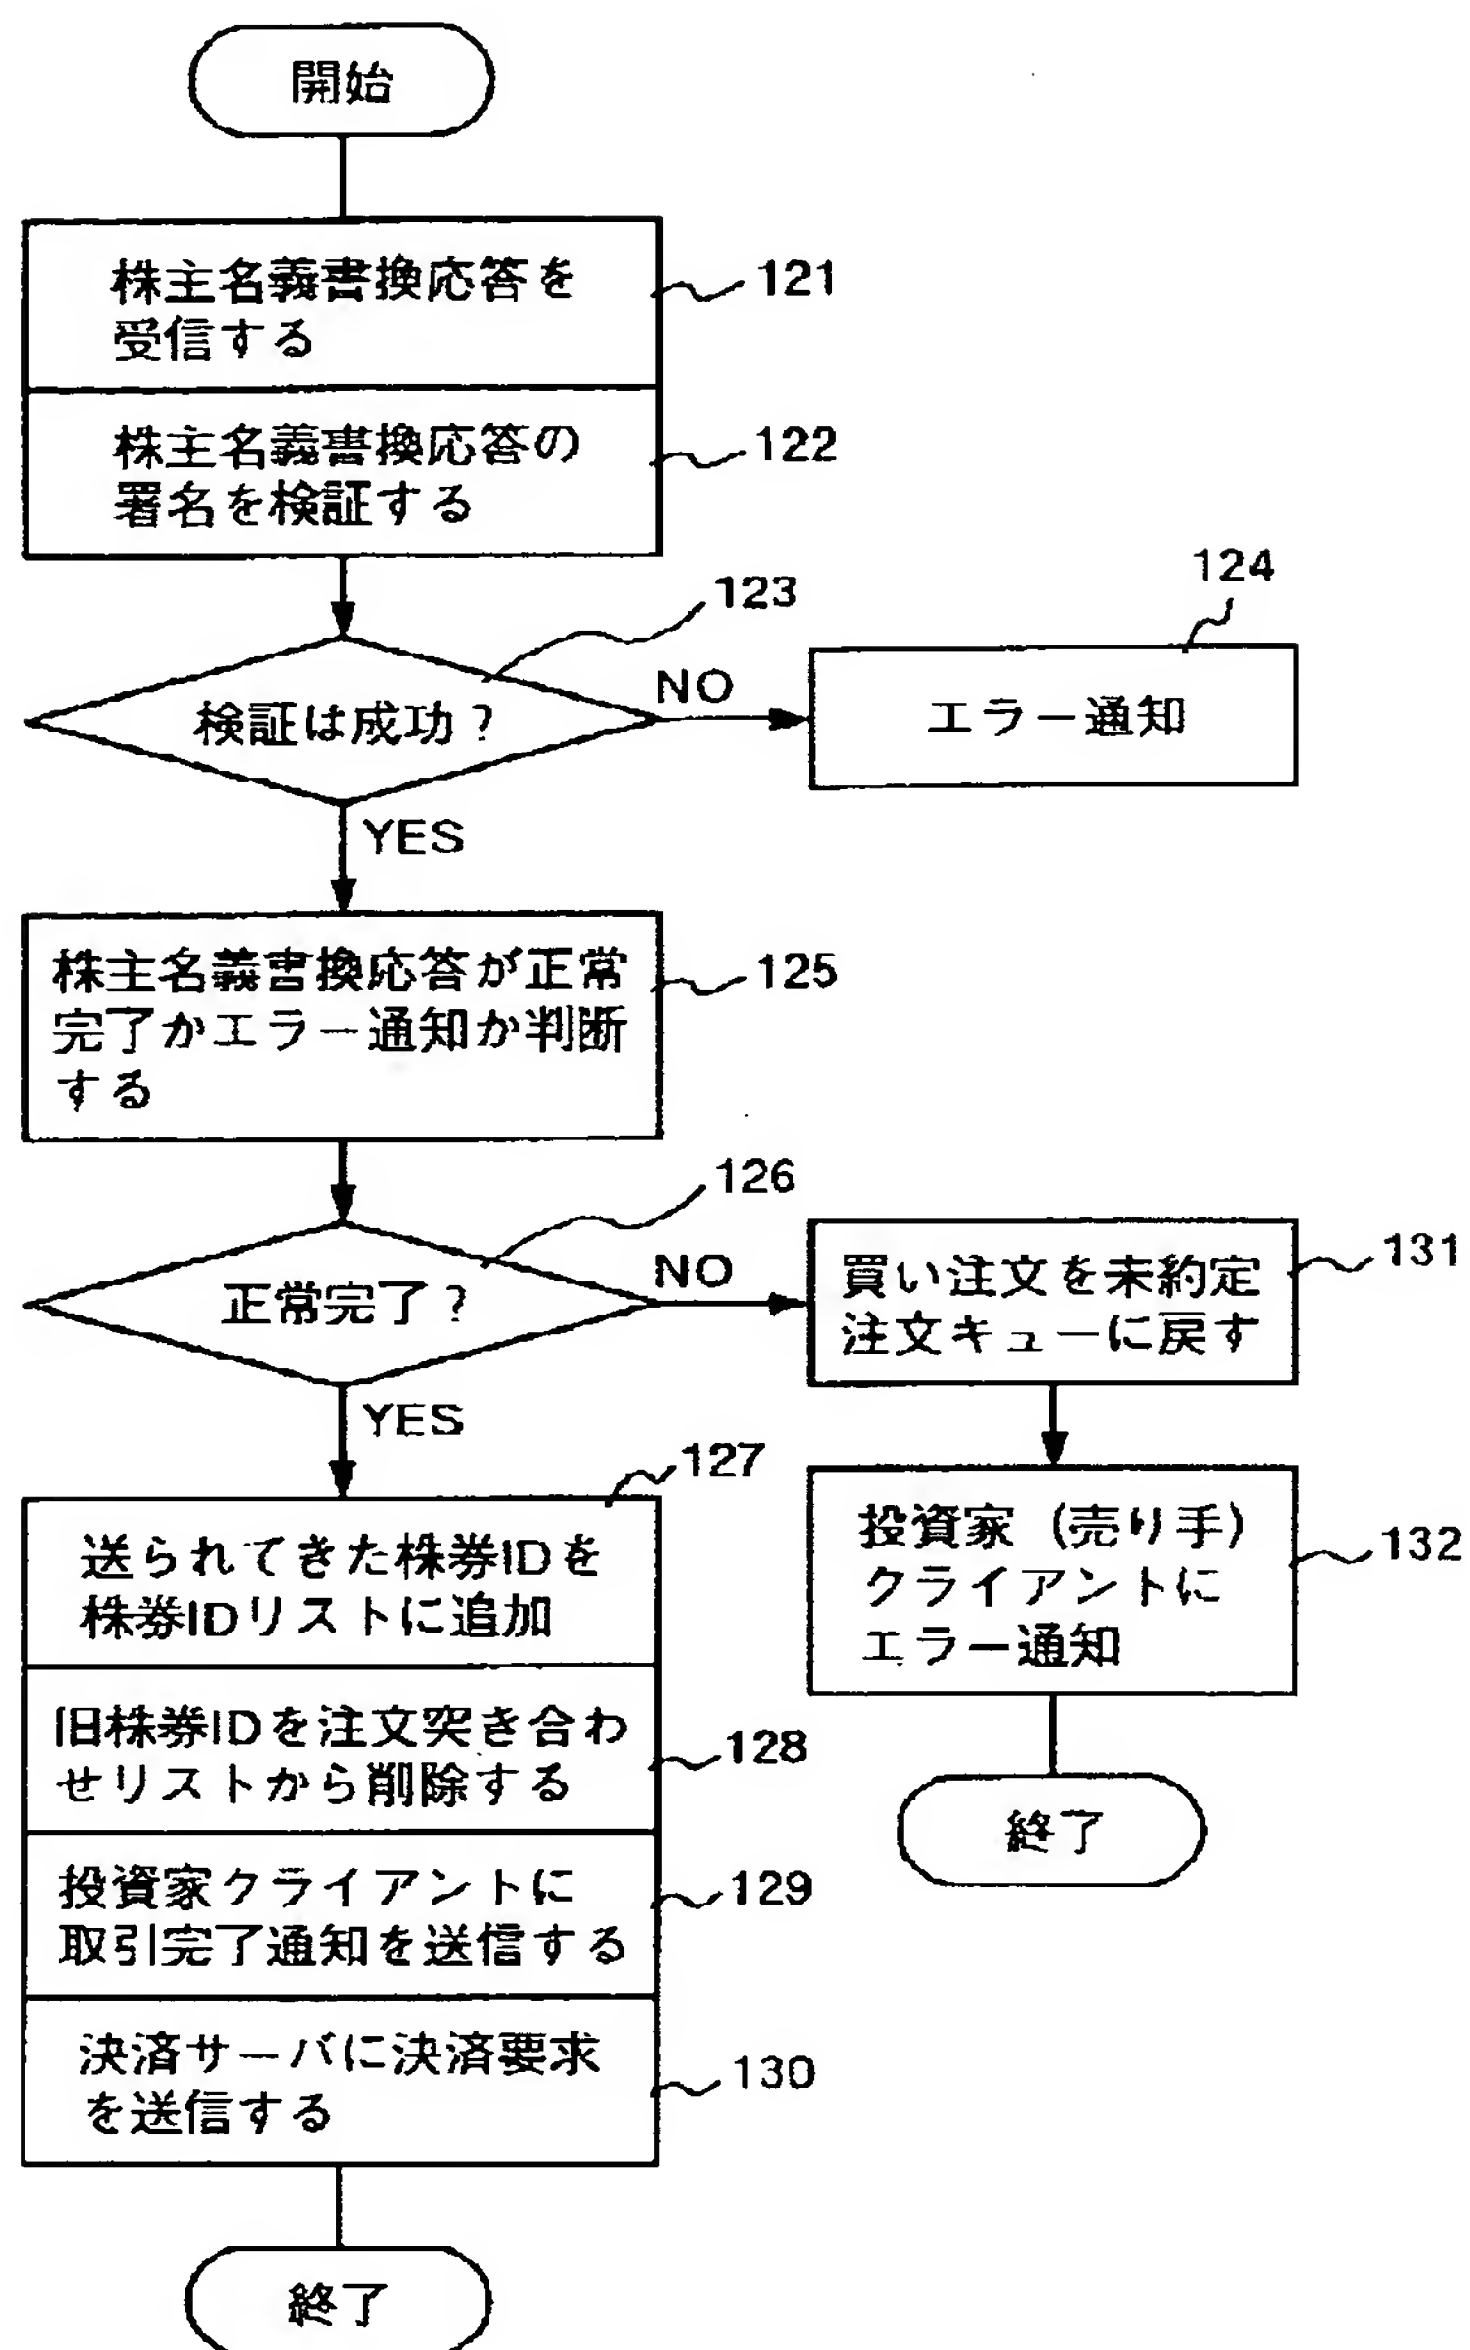 開始
株主名義書換応答を
受信する
121
株主名義書換応答の
署名を検証する
122
123
検証は成功？
NO
124
エラー通知
YES
株主名義書換応答が正常
完了かエラー通知か判断
する
125
126
正常完了？
NO
買い注文を未約定
注文キューに戻す
131
YES
投資家（売り手）
クライアントに
エラー通知
132
終了
127
送られてきた株券IDを
株券IDリストに追加
旧株券IDを注文突き合わ
せリストから削除する
128
投資家クライアントに
取引完了通知を送信する
129
決済サーバに決済要求
を送信する
130
終了